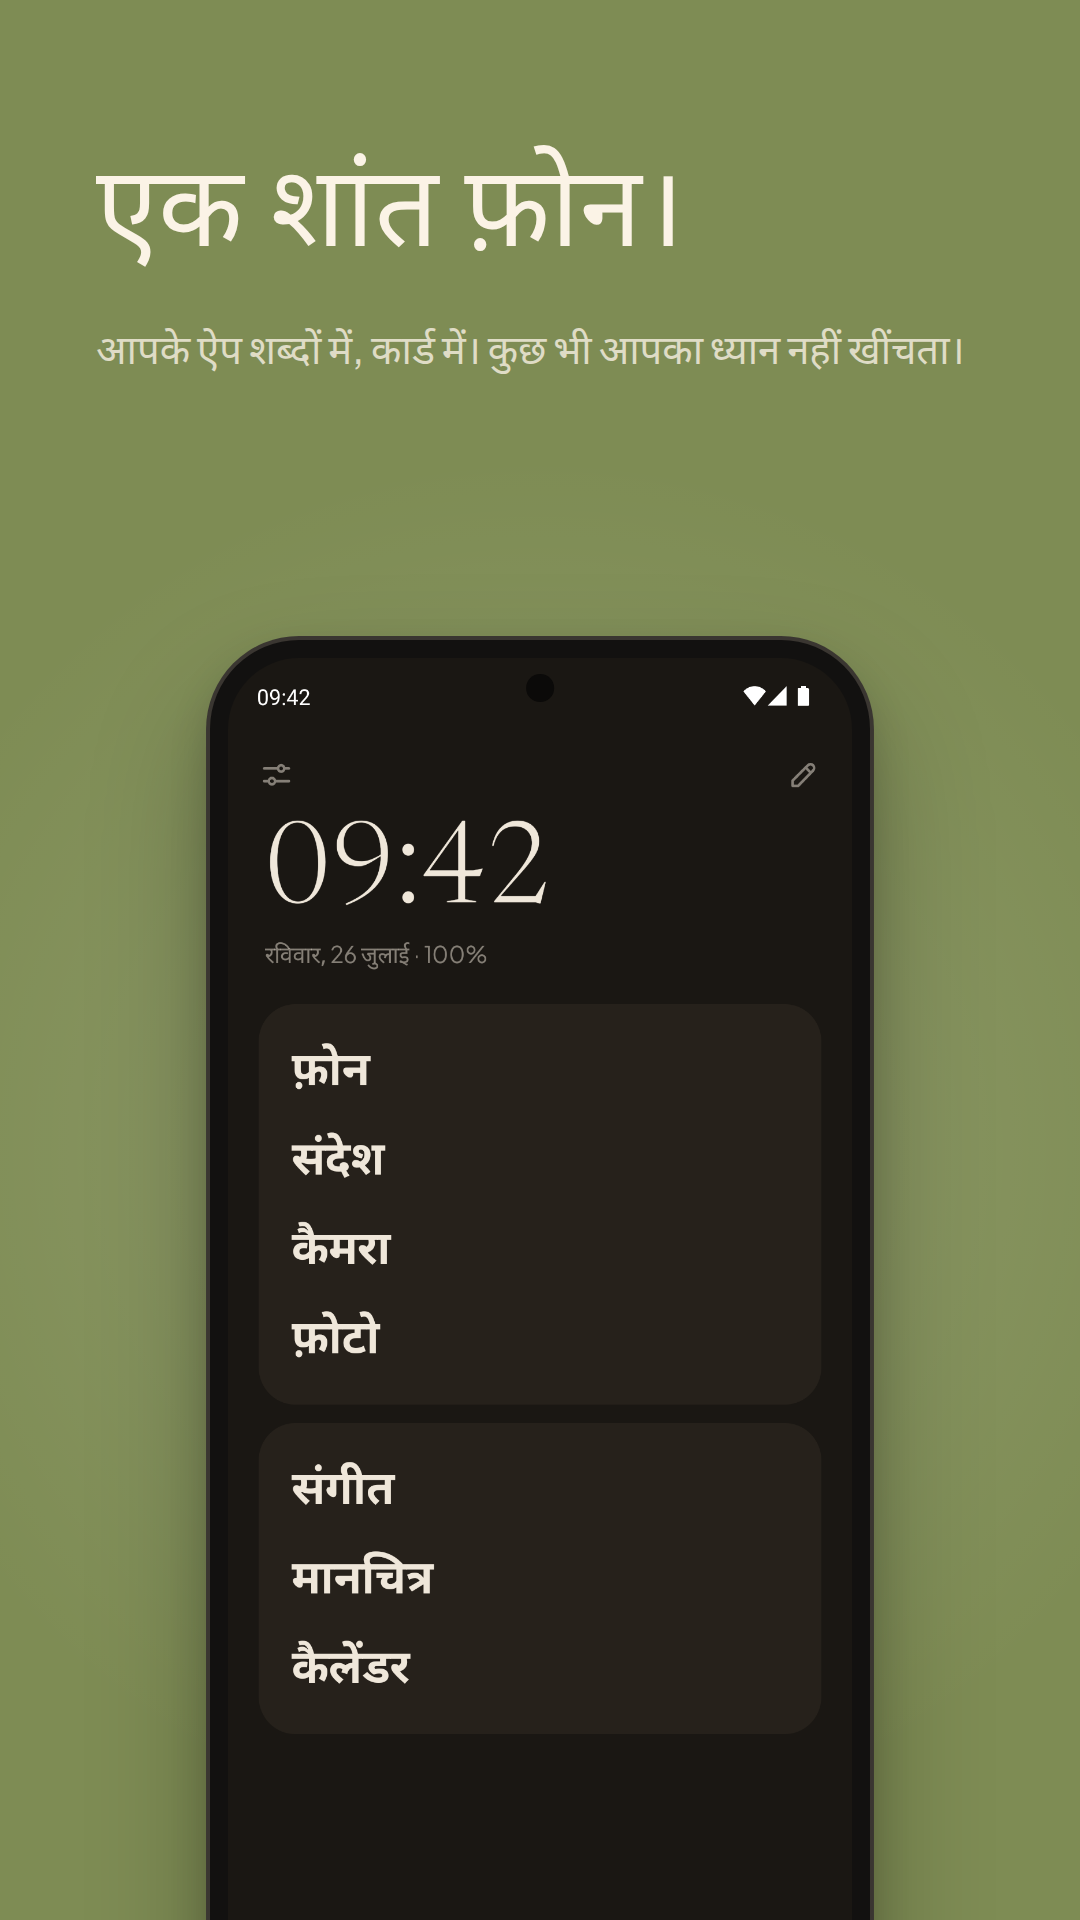 एक शांत फ़ोन।
आपके ऐप शब्दों में, कार्ड में। कुछ भी आपका ध्यान नहीं खींचता।
09:42
09:42
रविवार, 26 जुलाई · 100%
फ़ोन
संदेश
कैमरा
फ़ोटो
संगीत
मानचित्र
कैलेंडर